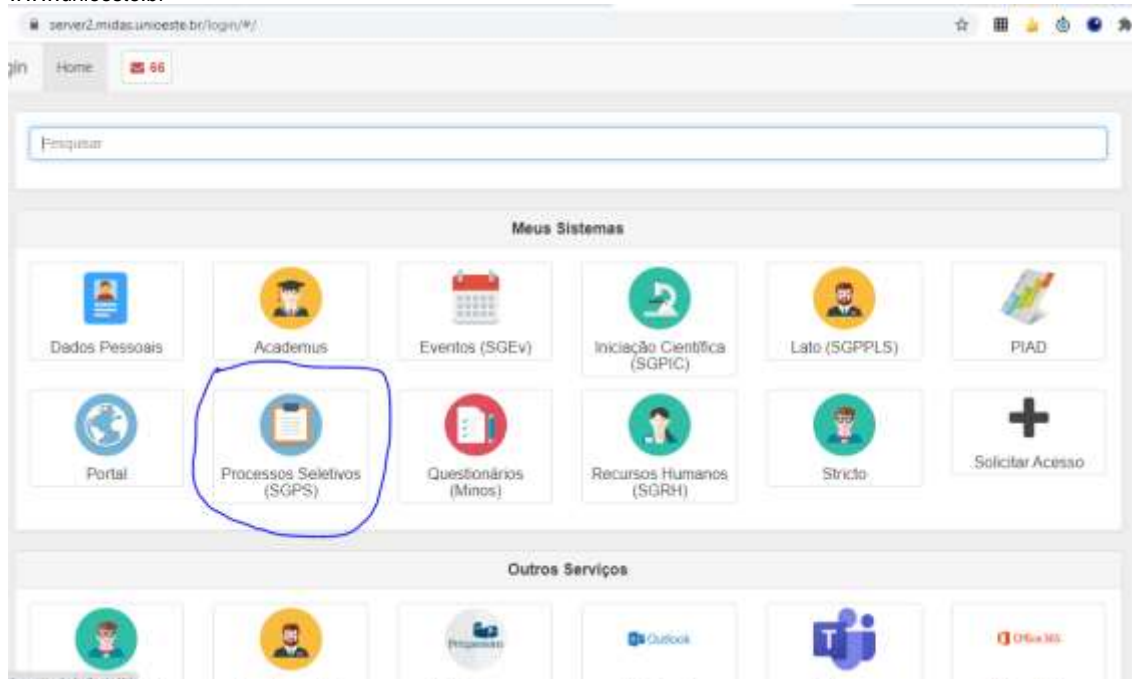 server2.midas.unioeste.br/login/#/
gin Home 66
Pesquisar
Meus Sistemas
Dados Pessoais
Academus
Eventos (SGEv)
Iniciação Científica
(SGPIC)
Lato (SGPPLS)
PIAD
Portal
Processos Seletivos
(SGPS)
Questionários
(Minos)
Recursos Humanos
(SGRH)
Stricto
Solicitar Acesso
Outros Serviços
Outlook
Office 365